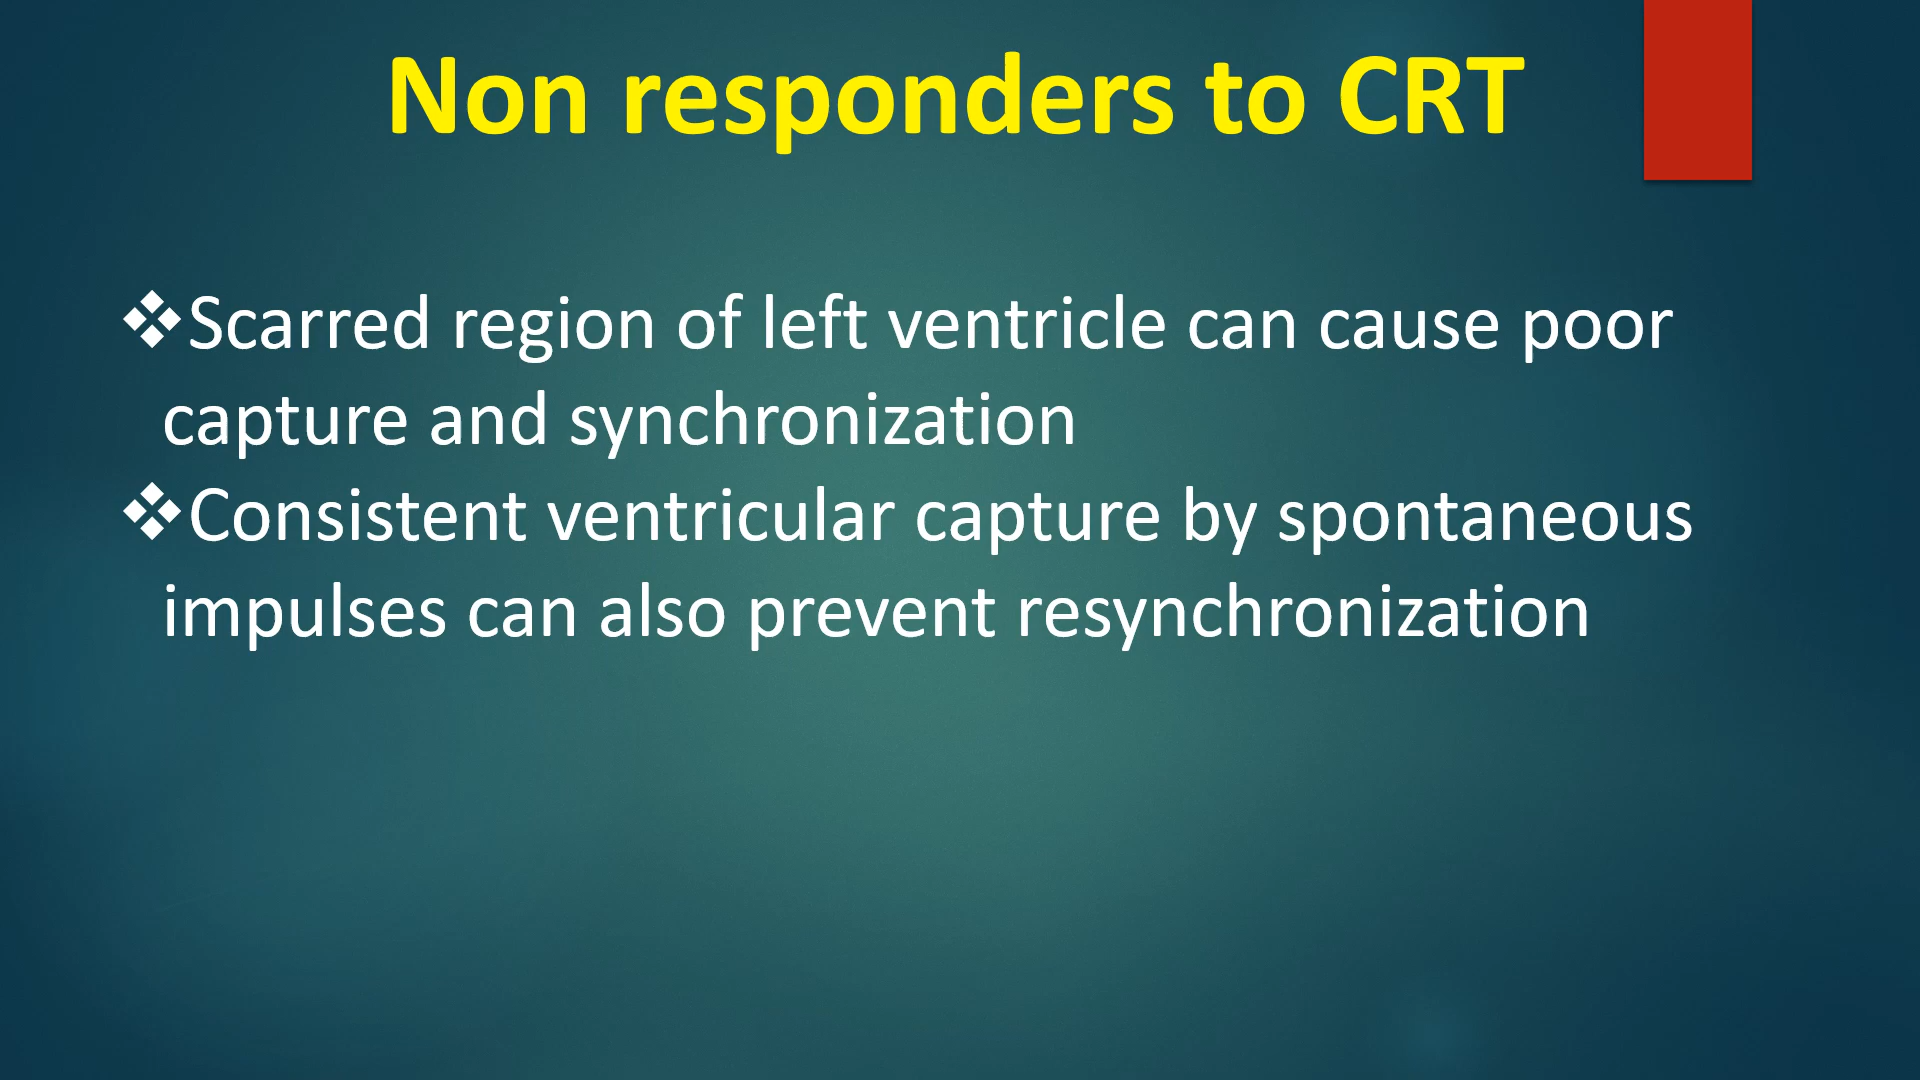 Non responders to CRT
❖Scarred region of left ventricle can cause poor
capture and synchronization
❖Consistent ventricular capture by spontaneous
impulses can also prevent resynchronization